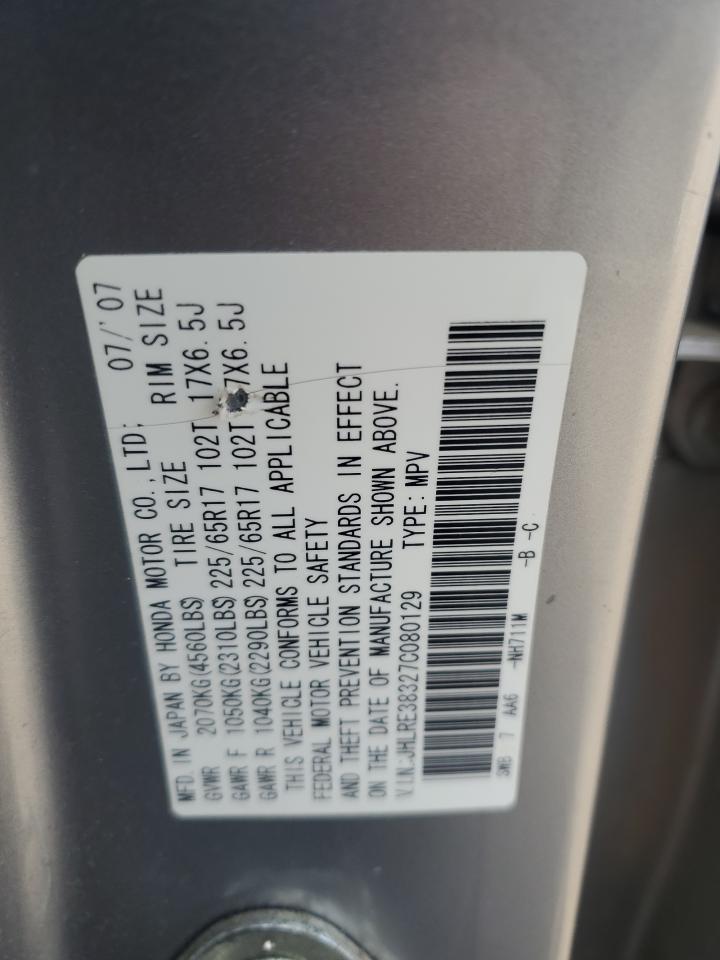 MFD. IN JAPAN BY HONDA MOTOR CO., LTD; 07/'07
GVWR 2070KG(4560LBS) TIRE SIZE RIM SIZE
GAWR F 1050KG(2310LBS) 225/65R17 102T 17X6. 5J
GAWR R 1040KG(2290LBS) 225/65R17 102T 17X6. 5J
THIS VEHICLE CONFORMS TO ALL APPLICABLE
FEDERAL MOTOR VEHICLE SAFETY
AND THEFT PREVENTION STANDARDS IN EFFECT
ON THE DATE OF MANUFACTURE SHOWN ABOVE.
V.I.N:JHLRE38327C080129 TYPE: MPV
SWB 7 AA6 -NH711M -B -C